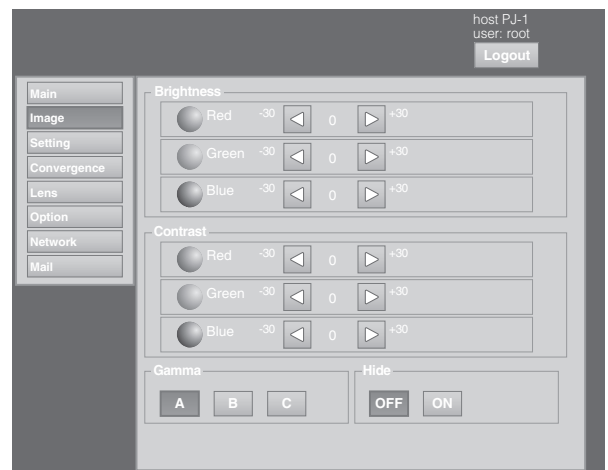 host PJ-1
user: root
Logout
Main
Image
Setting
Convergence
Lens
Option
Network
Mail
Brightness
Red -30 0 +30
Green -30 0 +30
Blue -30 0 +30
Contrast
Red -30 0 +30
Green -30 0 +30
Blue -30 0 +30
Gamma
A B C
Hide
OFF ON